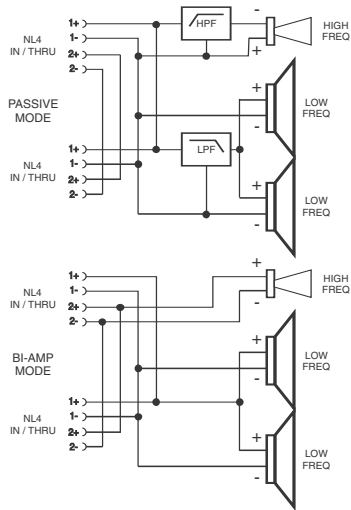 1+
-
HPF
HIGH
FREQ
NL4
IN / THRU
1-
2+
2-
+
PASSIVE
MODE
+
LOW
FREQ
-
1+
NL4
IN / THRU
1-
2+
2-
LPF
+
LOW
FREQ
-
1+
NL4
IN / THRU
1-
2+
2-
+
HIGH
FREQ
-
BI-AMP
MODE
+
LOW
FREQ
-
1+
NL4
IN / THRU
1-
2+
2-
+
LOW
FREQ
-